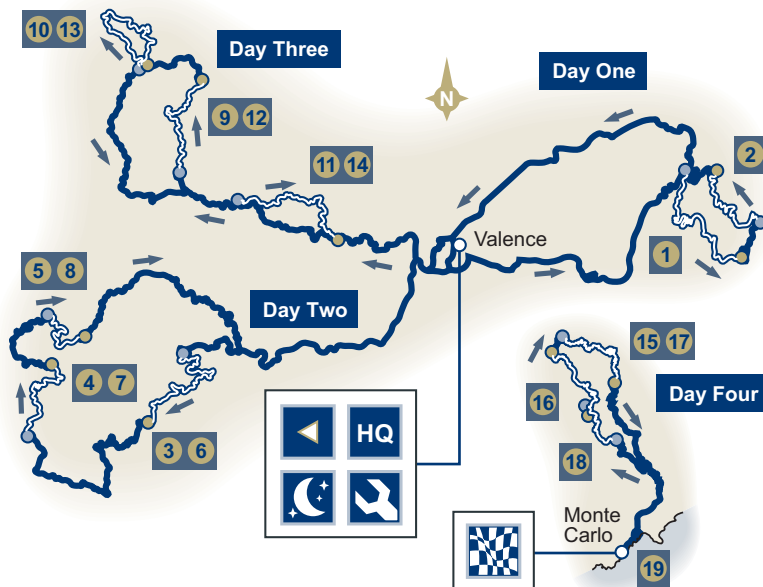 10 13
Day Three
Day One
N
9 12
2
11 14
Valence
1
5 8
Day Two
15 17
4 7
16
Day Four
HQ
3 6
18
Monte
Carlo
19